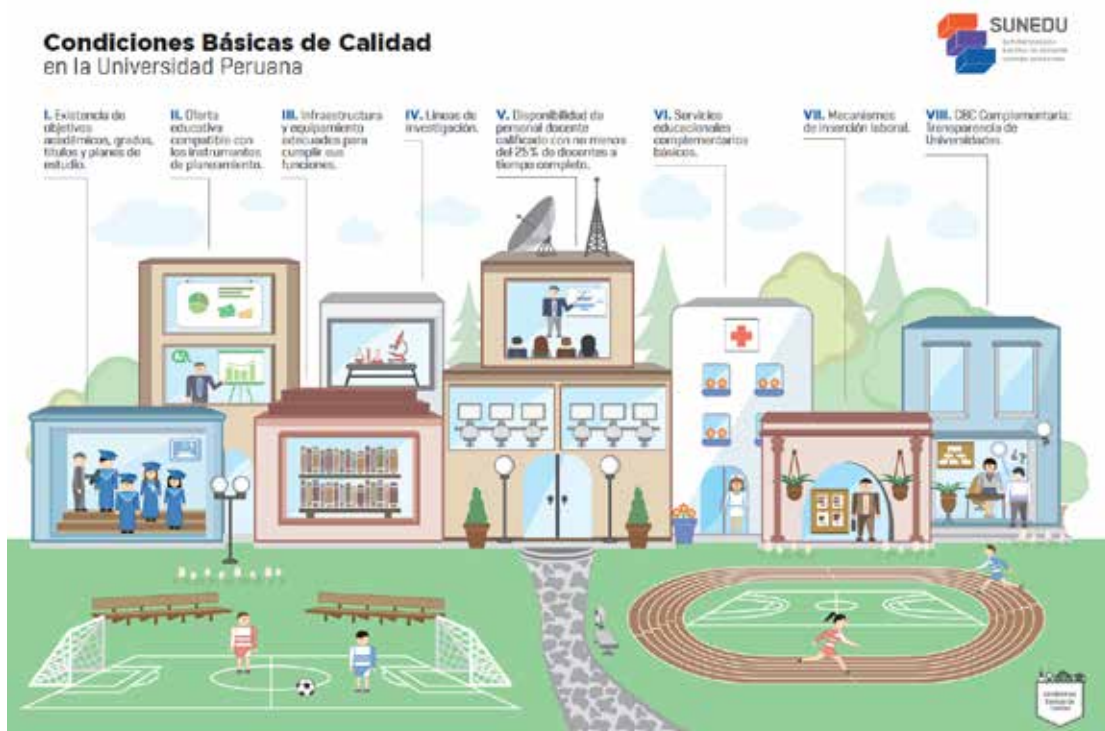 Condiciones Básicas de Calidad
en la Universidad Peruana
SUNEDU
I. Existencia de
objetivos
académicos, grados,
títulos y planes de
estudio.
II. Oferta
educativa
compatible con
los instrumentos
de planeamiento.
III. Infraestructura
y equipamiento
adecuados para
cumplir sus
funciones.
IV. Líneas de
investigación.
V. Disponibilidad de
personal docente
calificado con no menos
del 25% de docentes a
tiempo completo.
VI. Servicios
educacionales
complementarios
básicos.
VII. Mecanismos
de inserción laboral.
VIII. CBC Complementaria:
Transparencia de
Universidades.